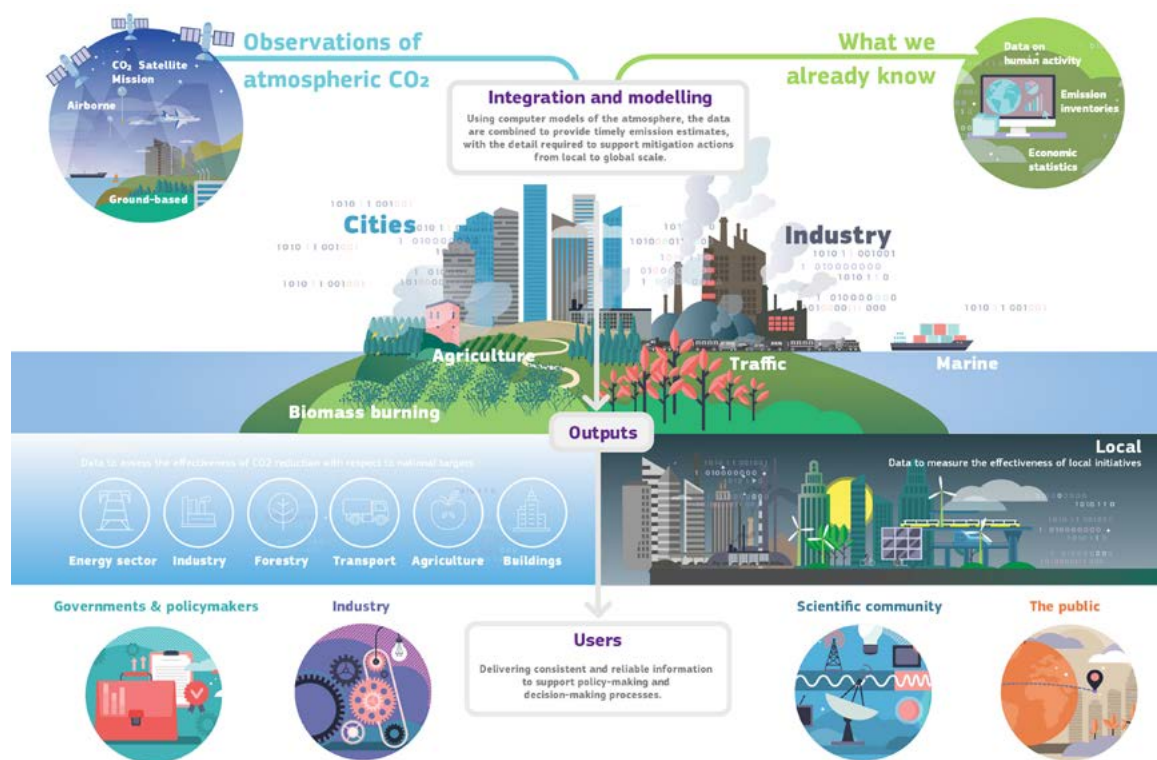 Observations of
atmospheric CO₂
What we
already know
CO₂ Satellite
Mission
Airborne
Ground-based
Data on
human activity
Emission
inventories
Economic
statistics
Integration and modelling
Using computer models of the atmosphere, the data
are combined to provide timely emission estimates,
with the detail required to support mitigation actions
from local to global scale.
Cities
Industry
Agriculture
Traffic
Marine
Biomass burning
Outputs
Data to assess the effectiveness of CO2 reduction with respect to national targets
Energy sector
Industry
Forestry
Transport
Agriculture
Buildings
Local
Data to measure the effectiveness of local initiatives
Governments & policymakers
Industry
Users
Delivering consistent and reliable information
to support policy-making and
decision-making processes.
Scientific community
The public